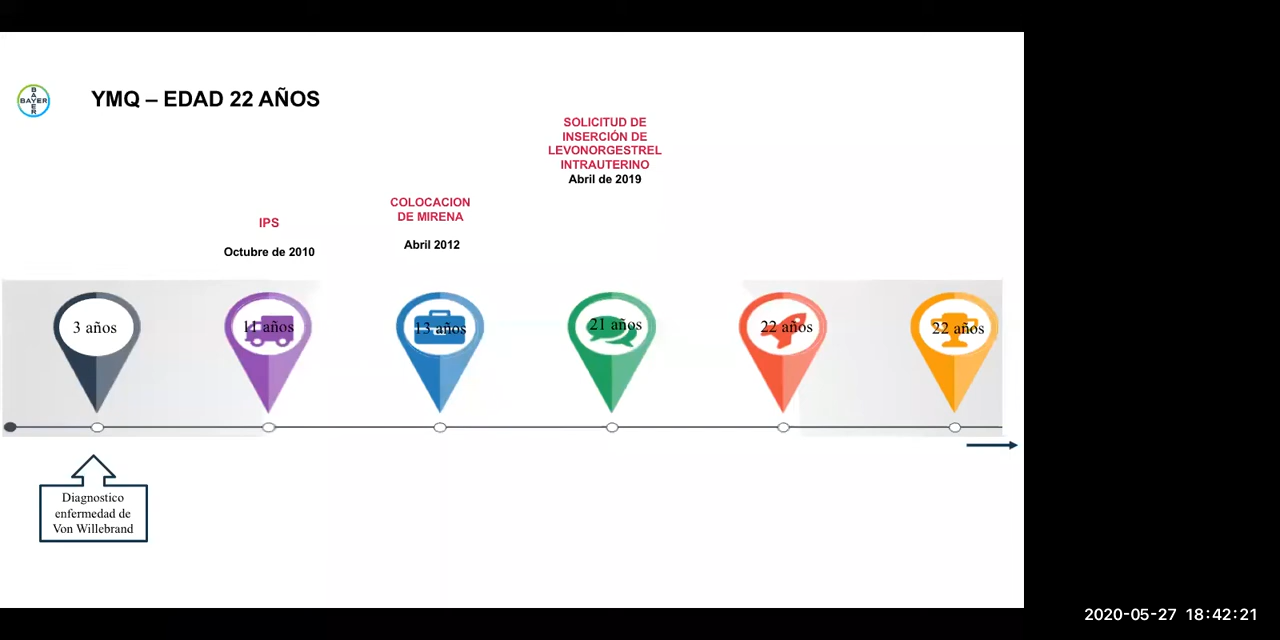 BAYER
BAYER
YMQ – EDAD 22 AÑOS
SOLICITUD DE
INSERCIÓN DE
LEVONORGESTREL
INTRAUTERINO
Abril de 2019
COLOCACION
DE MIRENA
Abril 2012
IPS
Octubre de 2010
3 años
11 años
13 años
21 años
22 años
22 años
Diagnostico
enfermedad de
Von Willebrand
2020-05-27 18:42:21